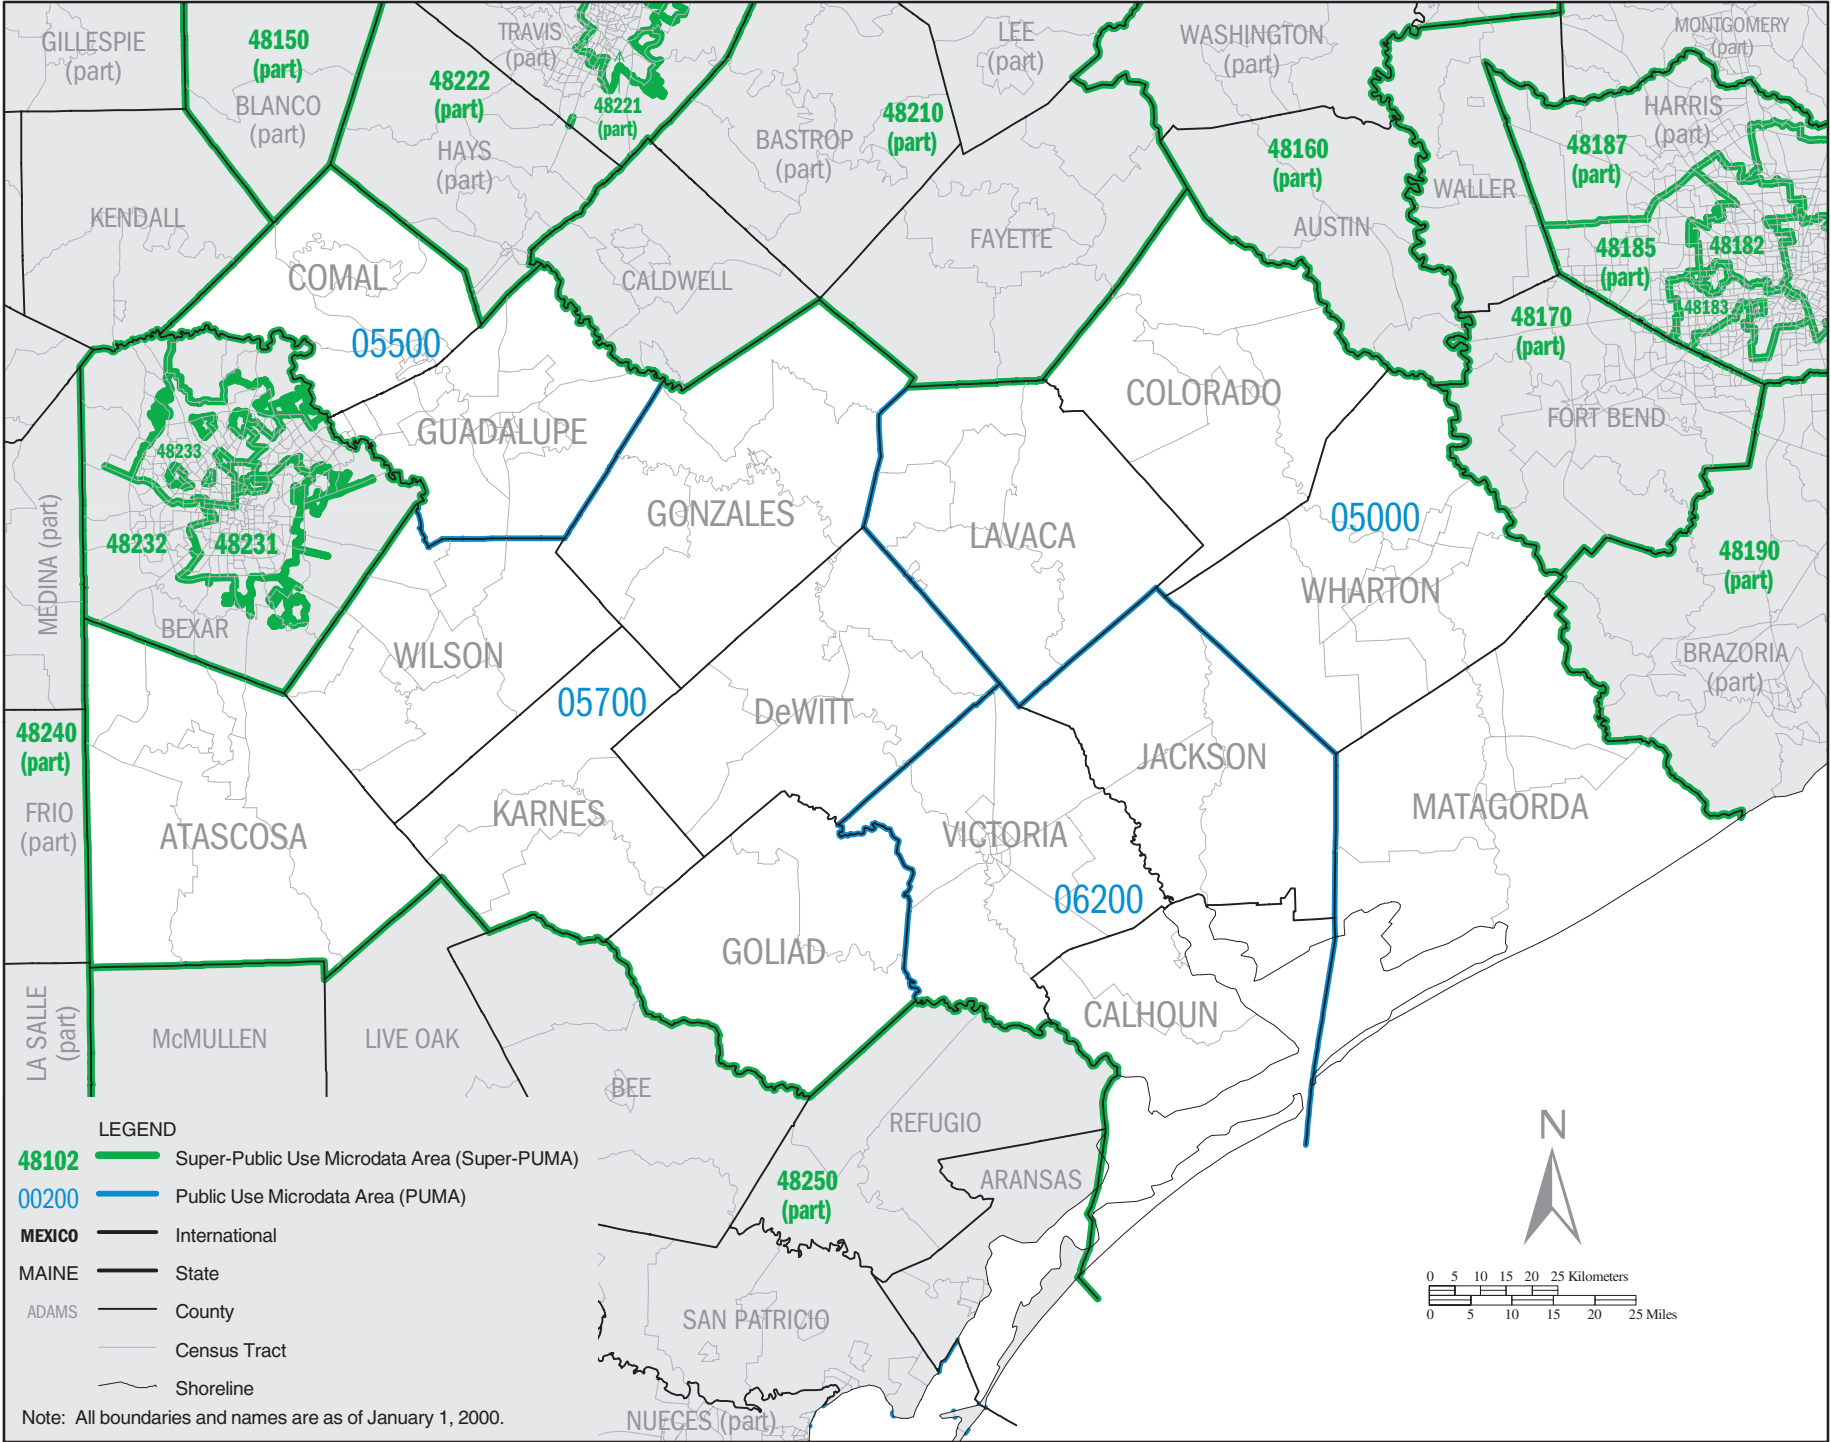 GILLESPIE
(part)
48150
(part)
BLANCO
(part)
48222
(part)
HAYS
(part)
TRAVIS
(part)
48221
(part)
BASTROP
(part)
48210
(part)
LEE
(part)
WASHINGTON
(part)
MONTGOMERY
(part)
HARRIS
(part)
48187
(part)
48160
(part)
WALLER
AUSTIN
48185
(part)
48182
48183
48170
(part)
KENDALL
COMAL
05500
CALDWELL
FAYETTE
COLORADO
FORT BEND
GUADALUPE
48233
48232
48231
BEXAR
MEDINA (part)
GONZALES
LAVACA
05000
WHARTON
48190
(part)
BRAZORIA
(part)
WILSON
05700
DeWITT
JACKSON
MATAGORDA
48240
(part)
FRIO
(part)
ATASCOSA
KARNES
VICTORIA
06200
GOLIAD
CALHOUN
LA SALLE
(part)
McMULLEN
LIVE OAK
BEE
REFUGIO
ARANSAS
48250
(part)
SAN PATRICIO
NUECES (part)
LEGEND
48102 Super-Public Use Microdata Area (Super-PUMA)
00200 Public Use Microdata Area (PUMA)
MEXICO International
MAINE State
ADAMS County
Census Tract
Shoreline
Note: All boundaries and names are as of January 1, 2000.
N
0 5 10 15 20 25 Kilometers
0 5 10 15 20 25 Miles